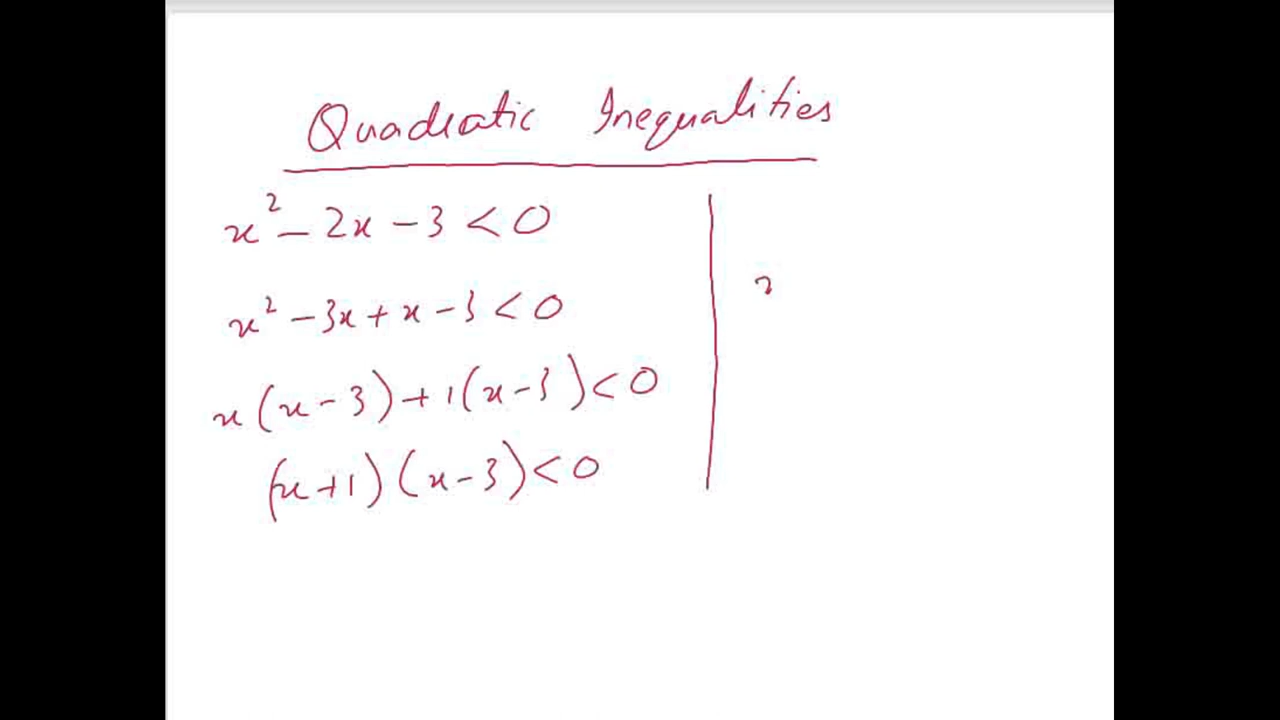 Quadratic Inequalities
x² - 2x - 3 < 0
x² - 3x + x - 3 < 0
x(x-3) + 1(x-3) < 0
(x+1)(x-3) < 0